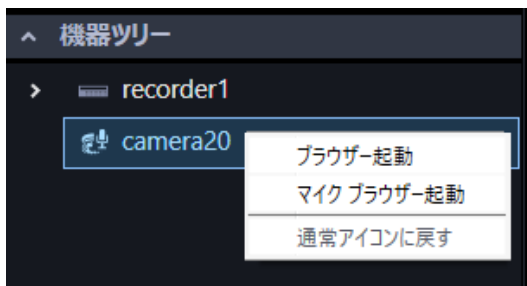 機器ツリー
recorder1
camera20
ブラウザー起動
マイク ブラウザー起動
通常アイコンに戻す